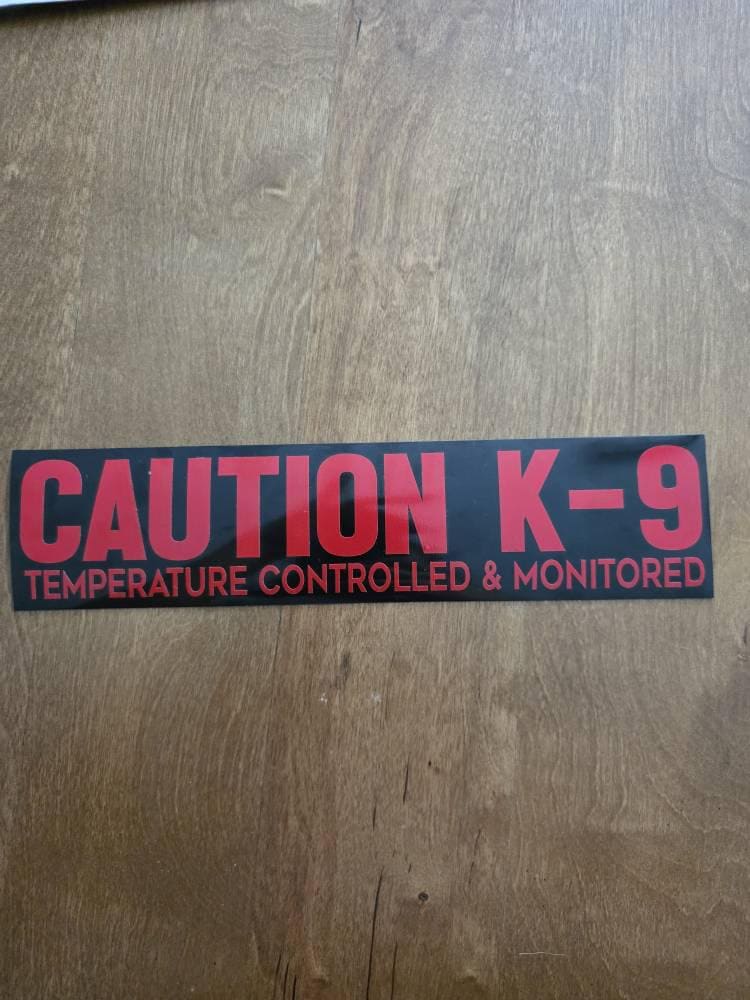 CAUTION K-9
TEMPERATURE CONTROLLED & MONITORED